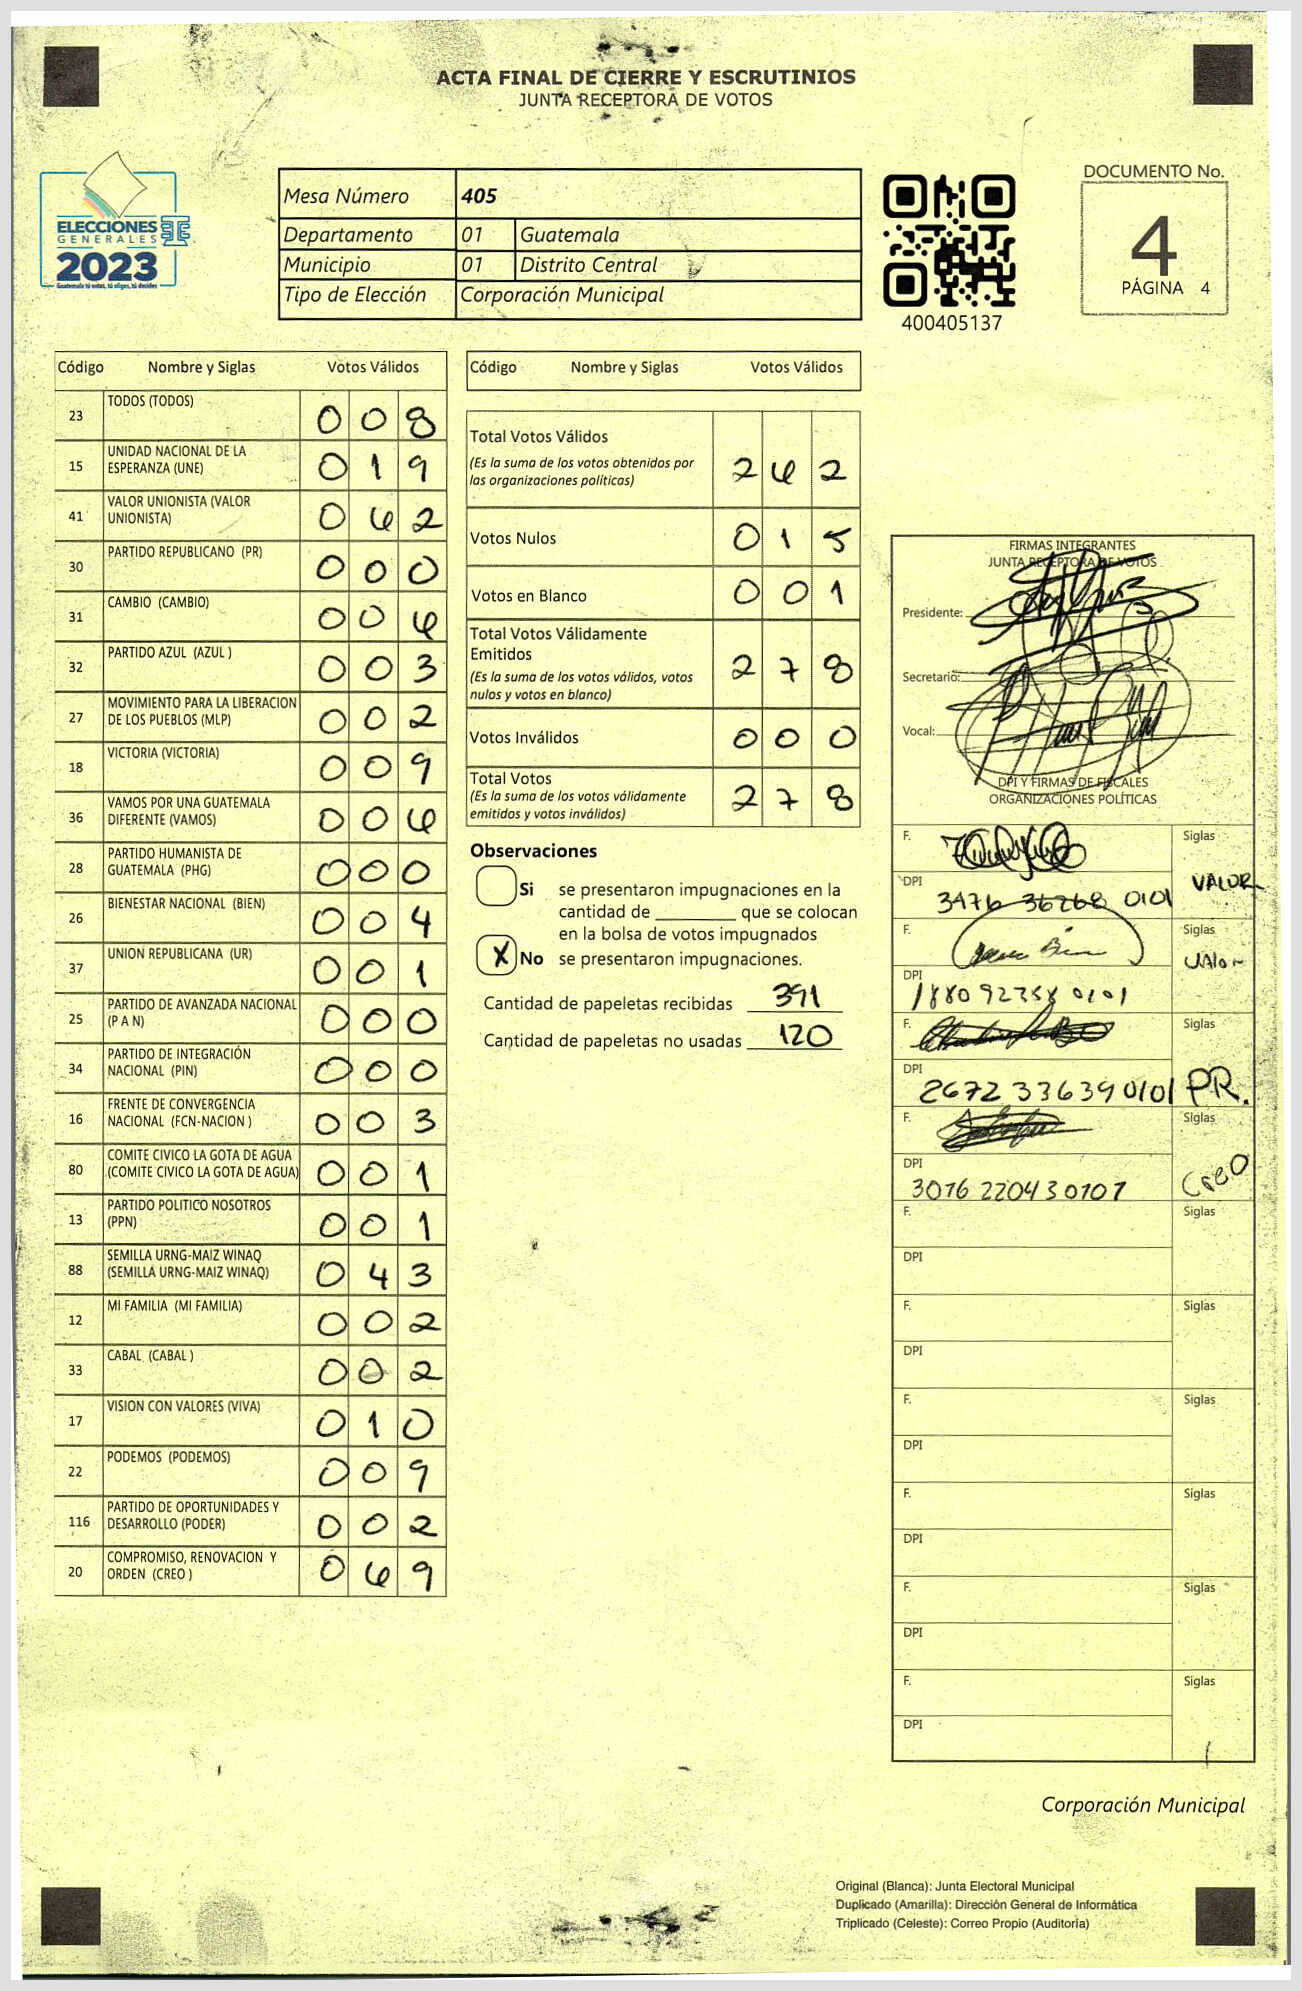 ACTA FINAL DE CIERRE Y ESCRUTINIOS
JUNTA RECEPTORA DE VOTOS
ELECCIONES
GENERALES
2023
Guatemala tú votas, tú eliges, tú decides
Mesa Número 405
Departamento 01 Guatemala
Municipio 01 Distrito Central
Tipo de Elección Corporación Municipal
400405137
DOCUMENTO No.
4
PÁGINA 4
Código Nombre y Siglas Votos Válidos
23 TODOS (TODOS) 0 0 8
15 UNIDAD NACIONAL DE LA
ESPERANZA (UNE) 0 1 9
41 VALOR UNIONISTA (VALOR
UNIONISTA) 0 6 2
30 PARTIDO REPUBLICANO (PR) 0 0 0
31 CAMBIO (CAMBIO) 0 0 6
32 PARTIDO AZUL (AZUL ) 0 0 3
27 MOVIMIENTO PARA LA LIBERACION
DE LOS PUEBLOS (MLP) 0 0 2
18 VICTORIA (VICTORIA) 0 0 9
36 VAMOS POR UNA GUATEMALA
DIFERENTE (VAMOS) 0 0 6
28 PARTIDO HUMANISTA DE
GUATEMALA (PHG) 0 0 0
26 BIENESTAR NACIONAL (BIEN) 0 0 4
37 UNION REPUBLICANA (UR) 0 0 1
25 PARTIDO DE AVANZADA NACIONAL
(P A N) 0 0 0
34 PARTIDO DE INTEGRACIÓN
NACIONAL (PIN) 0 0 0
16 FRENTE DE CONVERGENCIA
NACIONAL (FCN-NACION ) 0 0 3
80 COMITE CIVICO LA GOTA DE AGUA
(COMITE CIVICO LA GOTA DE AGUA) 0 0 1
13 PARTIDO POLITICO NOSOTROS
(PPN) 0 0 1
88 SEMILLA URNG-MAIZ WINAQ
(SEMILLA URNG-MAIZ WINAQ) 0 4 3
12 MI FAMILIA (MI FAMILIA) 0 0 2
33 CABAL (CABAL ) 0 0 2
17 VISION CON VALORES (VIVA) 0 1 0
22 PODEMOS (PODEMOS) 0 0 9
116 PARTIDO DE OPORTUNIDADES Y
DESARROLLO (PODER) 0 0 2
20 COMPROMISO, RENOVACION Y
ORDEN (CREO ) 0 6 9
Código Nombre y Siglas Votos Válidos
Total Votos Válidos
(Es la suma de los votos obtenidos por
las organizaciones políticas) 2 6 2
Votos Nulos 0 1 5
Votos en Blanco 0 0 1
Total Votos Válidamente
Emitidos
(Es la suma de los votos válidos, votos
nulos y votos en blanco) 2 7 8
Votos Inválidos 0 0 0
Total Votos
(Es la suma de los votos válidamente
emitidos y votos inválidos) 2 7 8
Observaciones
Si se presentaron impugnaciones en la
cantidad de ________ que se colocan
en la bolsa de votos impugnados
X No se presentaron impugnaciones.
Cantidad de papeletas recibidas 391
Cantidad de papeletas no usadas 120
FIRMAS INTEGRANTES
JUNTA RECEPTORA DE VOTOS
Presidente:
Secretario:
Vocal:
DPI Y FIRMAS DE FISCALES
ORGANIZACIONES POLÍTICAS
F. Siglas
DPI 3476 36268 0101 VALOR
F. Siglas
DPI 1880 92758 0101 VALOR
F. Siglas
DPI 2672 33639 0101 PR.
F. Siglas
DPI 3016 22043 0101 CreO
F. Siglas
DPI
F. Siglas
DPI
F. Siglas
DPI
F. Siglas
DPI
F. Siglas
DPI
F. Siglas
DPI
Corporación Municipal
Original (Blanca): Junta Electoral Municipal
Duplicado (Amarilla): Dirección General de Informática
Triplicado (Celeste): Correo Propio (Auditoría)